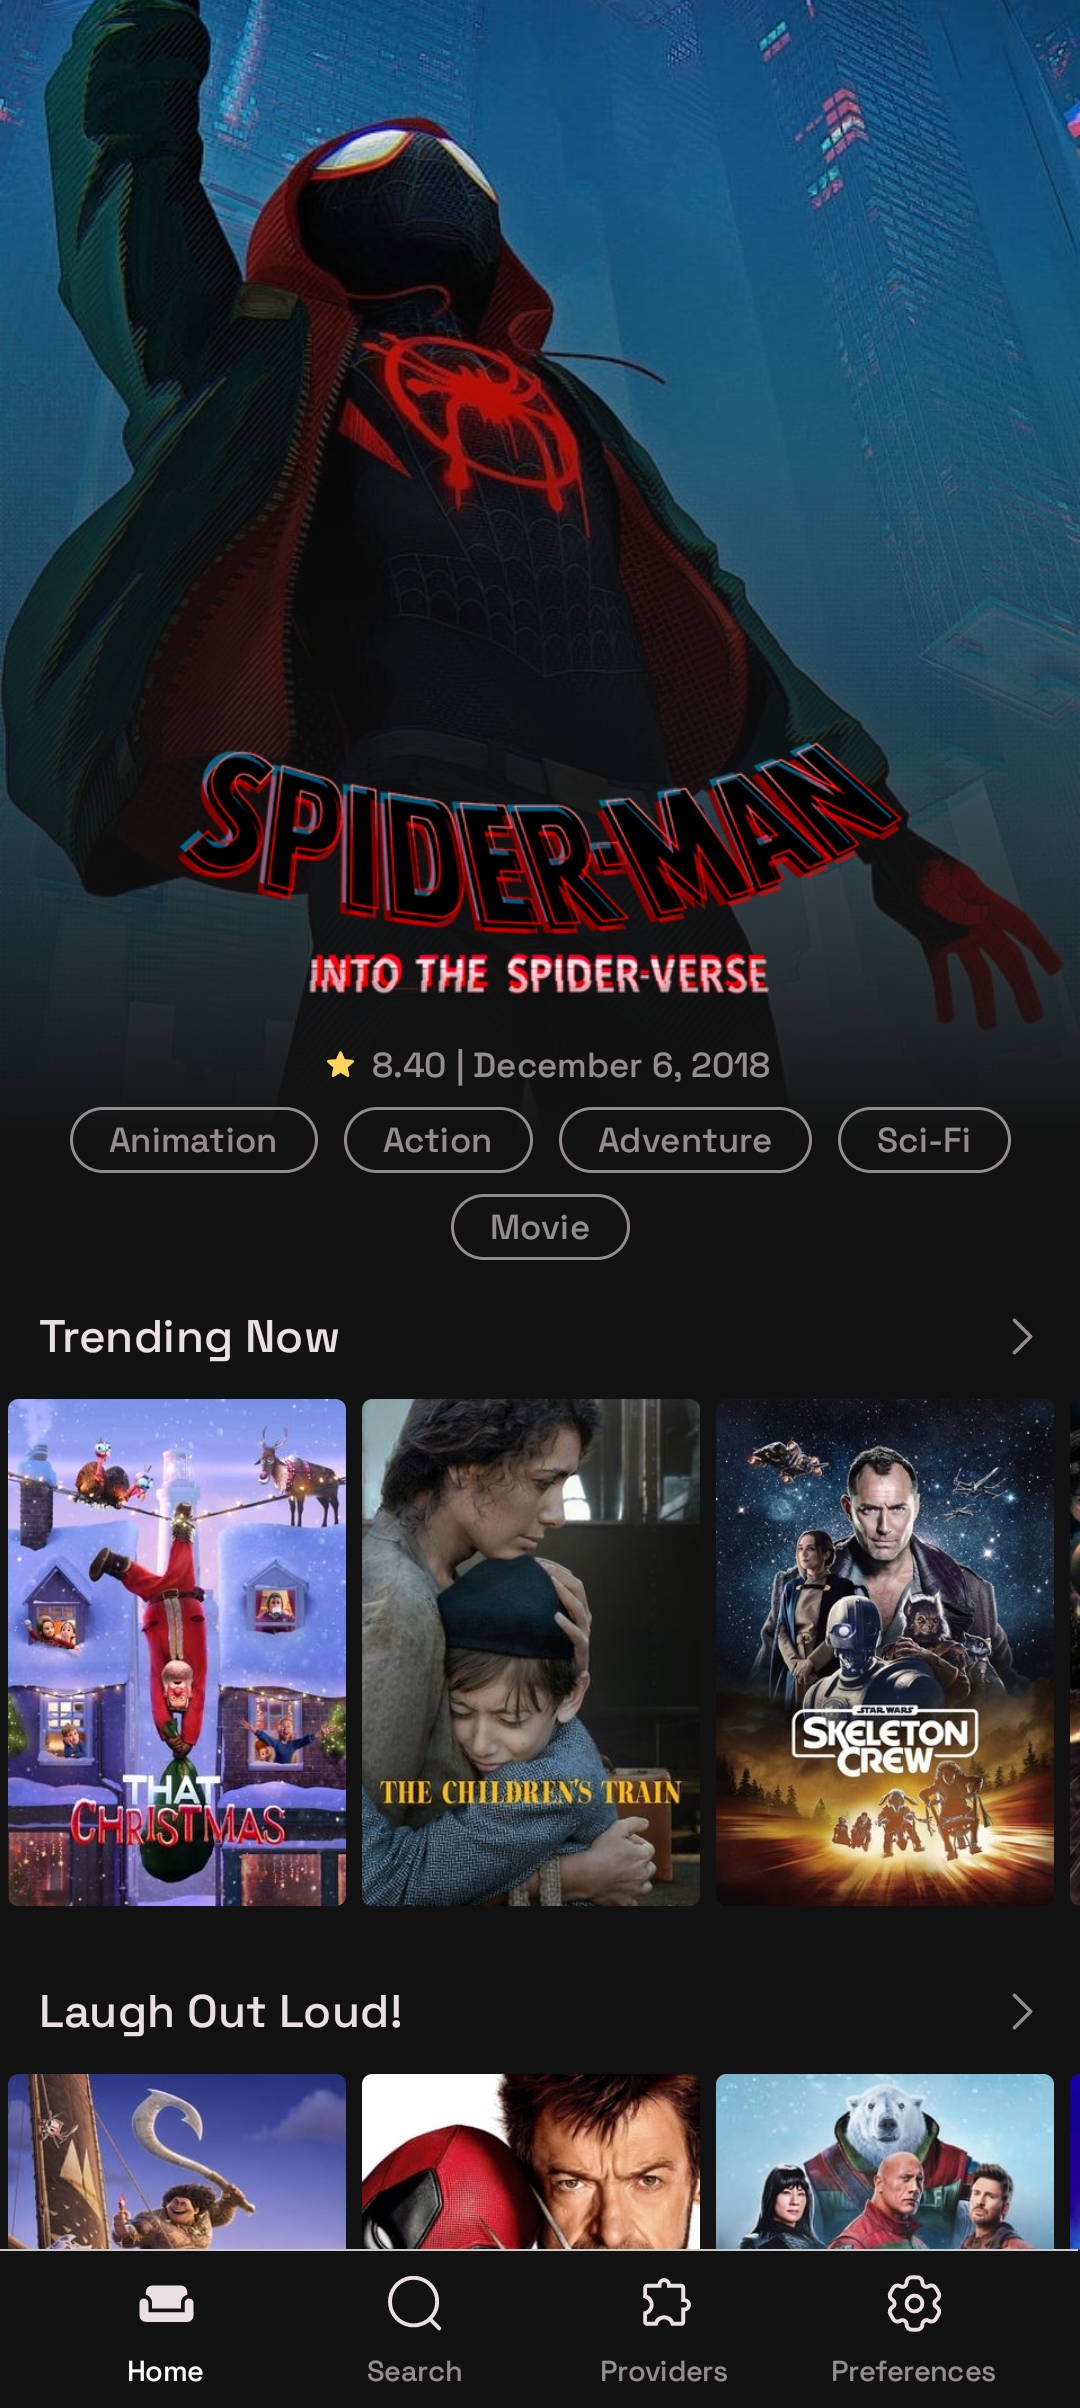 SPIDER-MAN
INTO THE SPIDER-VERSE
8.40 | December 6, 2018
Animation Action Adventure Sci-Fi
Movie
Trending Now
THAT
CHRISTMAS
THE CHILDREN'S TRAIN
STAR WARS
SKELETON
CREW
Laugh Out Loud!
Home Search Providers Preferences